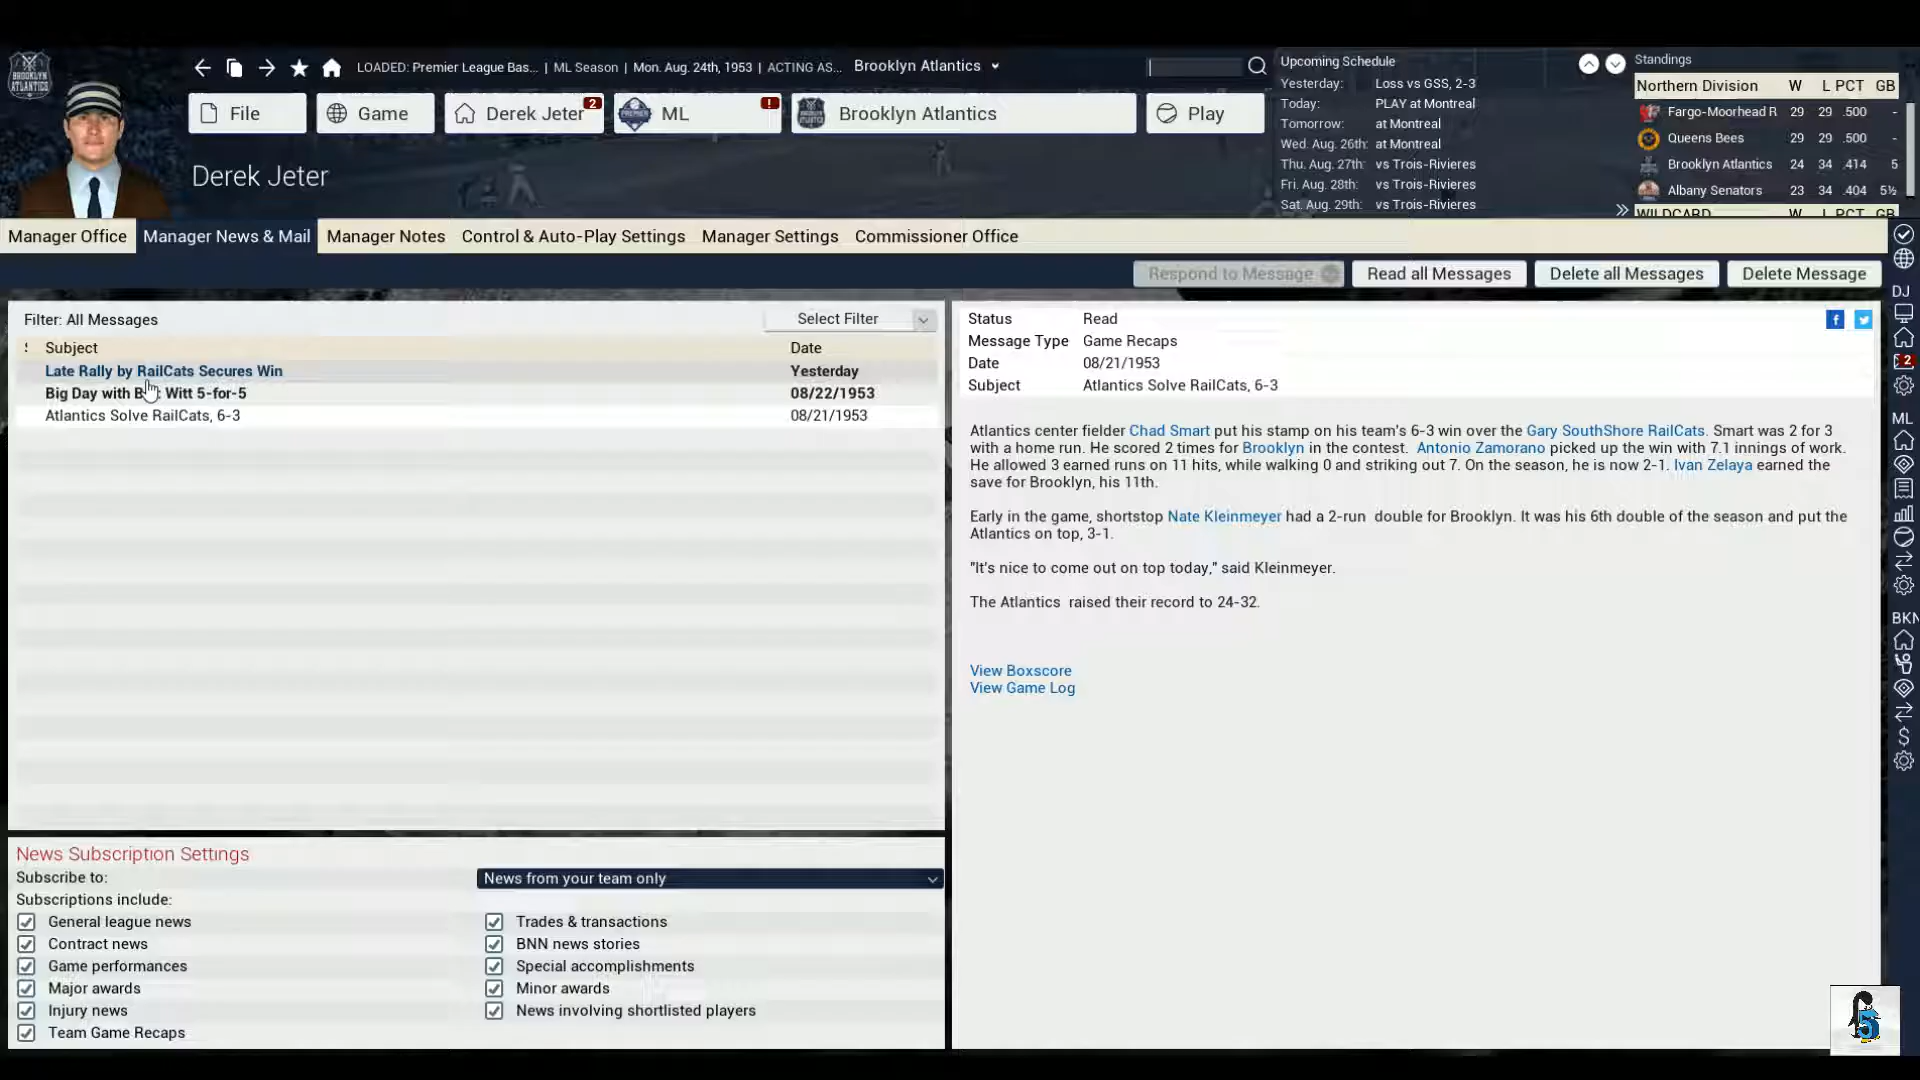 BROOKLYN
ATLANTICS
LOADED: Premier League Bas... | ML Season | Mon. Aug. 24th, 1953 | ACTING AS... Brooklyn Atlantics
File
Game
Derek Jeter
2
ML
!
Brooklyn Atlantics
Play
Derek Jeter
Upcoming Schedule
Yesterday: Loss vs GSS, 2-3
Today: PLAY at Montreal
Tomorrow: at Montreal
Wed. Aug. 26th: at Montreal
Thu. Aug. 27th: vs Trois-Rivieres
Fri. Aug. 28th: vs Trois-Rivieres
Sat. Aug. 29th: vs Trois-Rivieres
Standings
Northern Division W L PCT GB
Fargo-Moorhead R 29 29 .500 -
Queens Bees 29 29 .500 -
Brooklyn Atlantics 24 34 .414 5
Albany Senators 23 34 .404 5½
WILDCARD W L PCT GB
Manager Office
Manager News & Mail
Manager Notes
Control & Auto-Play Settings
Manager Settings
Commissioner Office
Respond to Message
Read all Messages
Delete all Messages
Delete Message
Filter: All Messages
Select Filter
! Subject Date
Late Rally by RailCats Secures Win Yesterday
Big Day with B Witt 5-for-5 08/22/1953
Atlantics Solve RailCats, 6-3 08/21/1953
Status Read
Message Type Game Recaps
Date 08/21/1953
Subject Atlantics Solve RailCats, 6-3
Atlantics center fielder Chad Smart put his stamp on his team's 6-3 win over the Gary SouthShore RailCats. Smart was 2 for 3
with a home run. He scored 2 times for Brooklyn in the contest. Antonio Zamorano picked up the win with 7.1 innings of work.
He allowed 3 earned runs on 11 hits, while walking 0 and striking out 7. On the season, he is now 2-1. Ivan Zelaya earned the
save for Brooklyn, his 11th.
Early in the game, shortstop Nate Kleinmeyer had a 2-run double for Brooklyn. It was his 6th double of the season and put the
Atlantics on top, 3-1.
"It's nice to come out on top today," said Kleinmeyer.
The Atlantics raised their record to 24-32.
View Boxscore
View Game Log
News Subscription Settings
Subscribe to: News from your team only
Subscriptions include:
General league news
Trades & transactions
Contract news
BNN news stories
Game performances
Special accomplishments
Major awards
Minor awards
Injury news
News involving shortlisted players
Team Game Recaps
DJ
2
ML
BKN
$
5